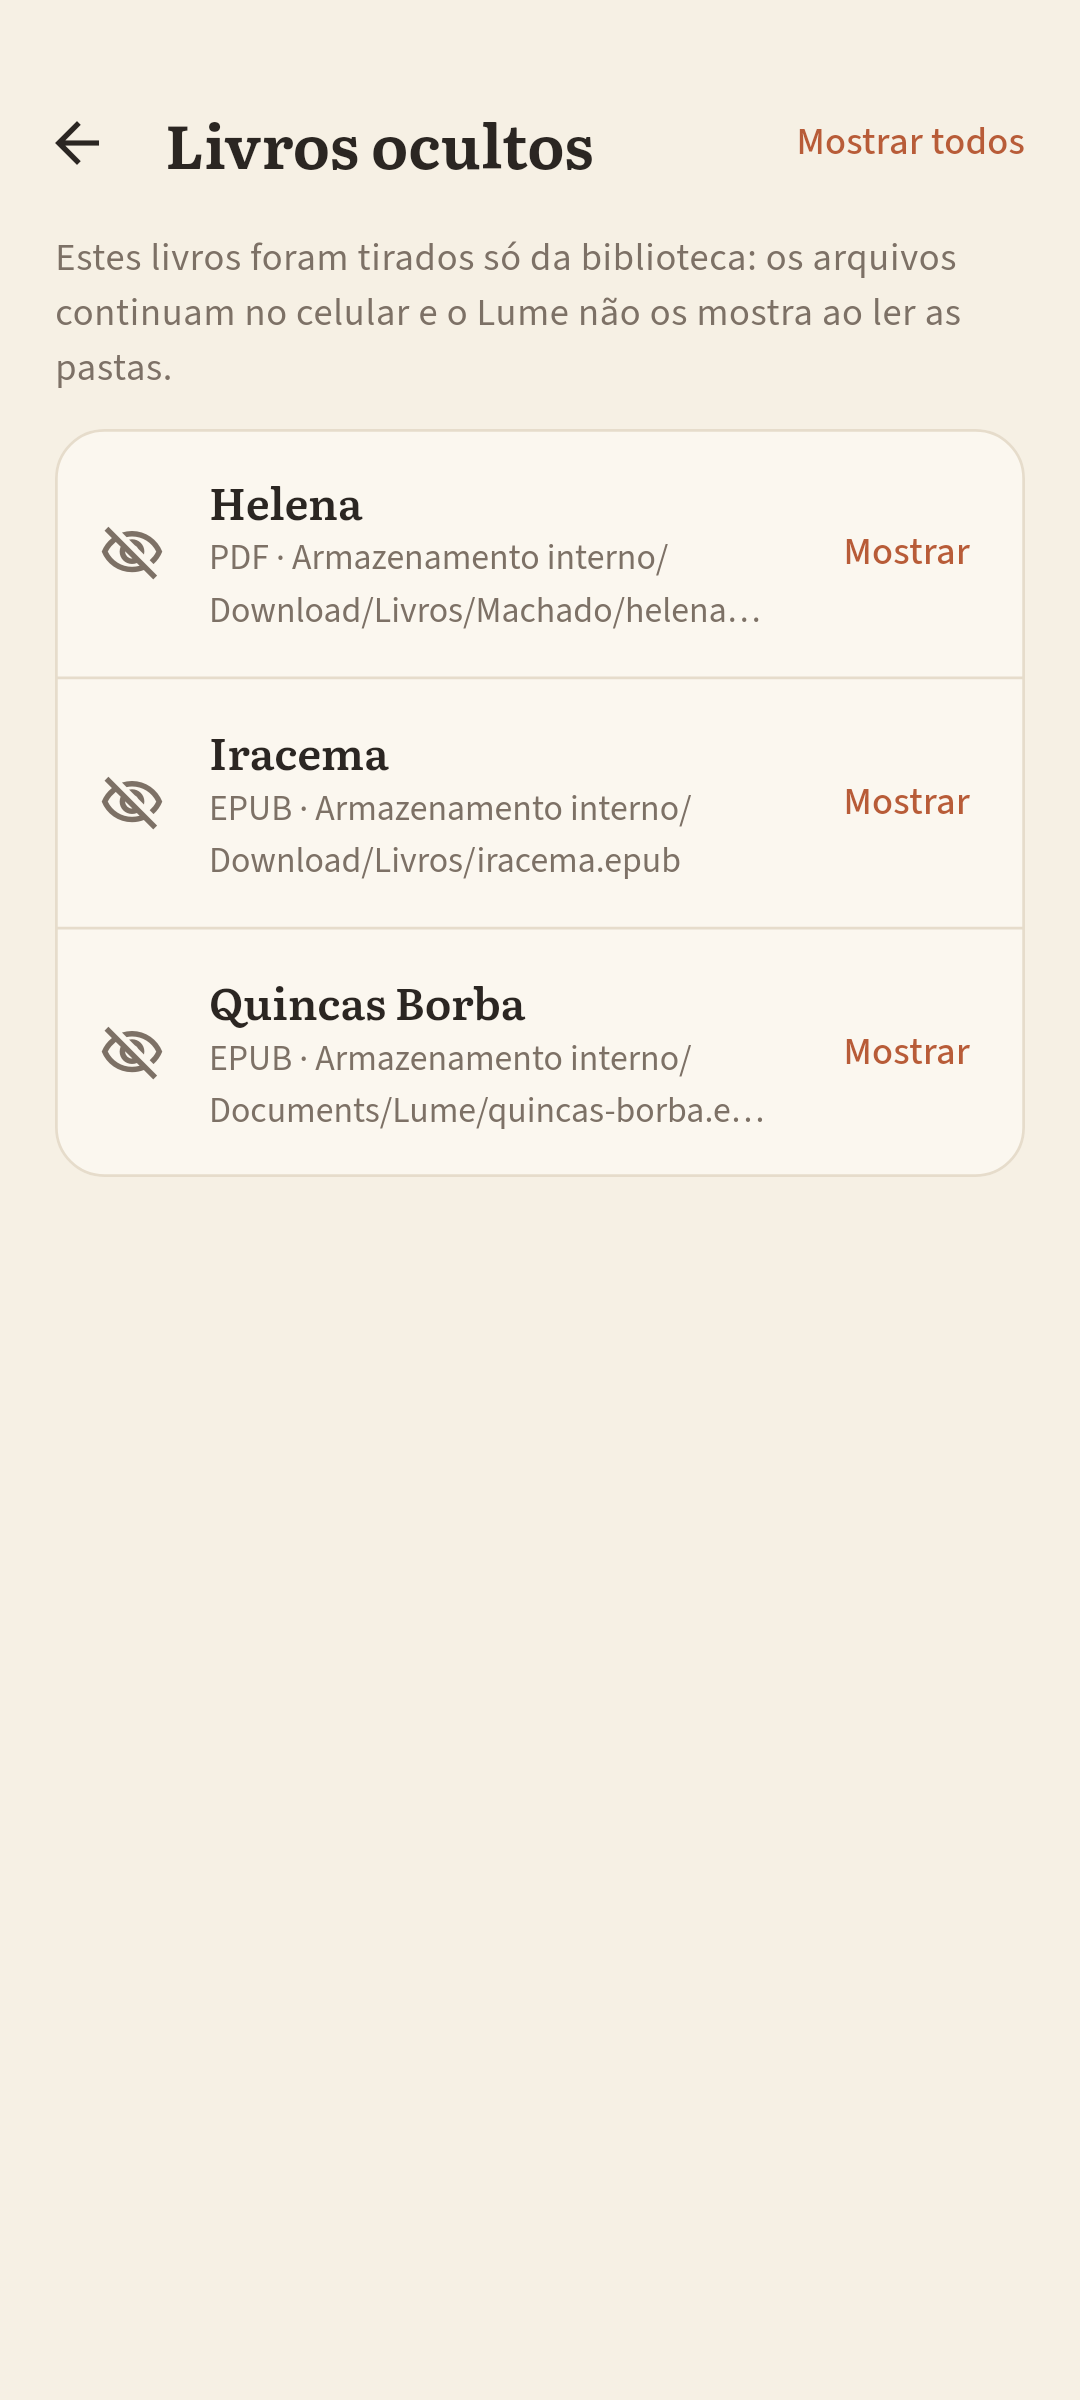 Livros ocultos
Mostrar todos
Estes livros foram tirados só da biblioteca: os arquivos
continuam no celular e o Lume não os mostra ao ler as
pastas.
Helena
PDF · Armazenamento interno/
Download/Livros/Machado/helena…
Mostrar
Iracema
EPUB · Armazenamento interno/
Download/Livros/iracema.epub
Mostrar
Quincas Borba
EPUB · Armazenamento interno/
Documents/Lume/quincas-borba.e…
Mostrar